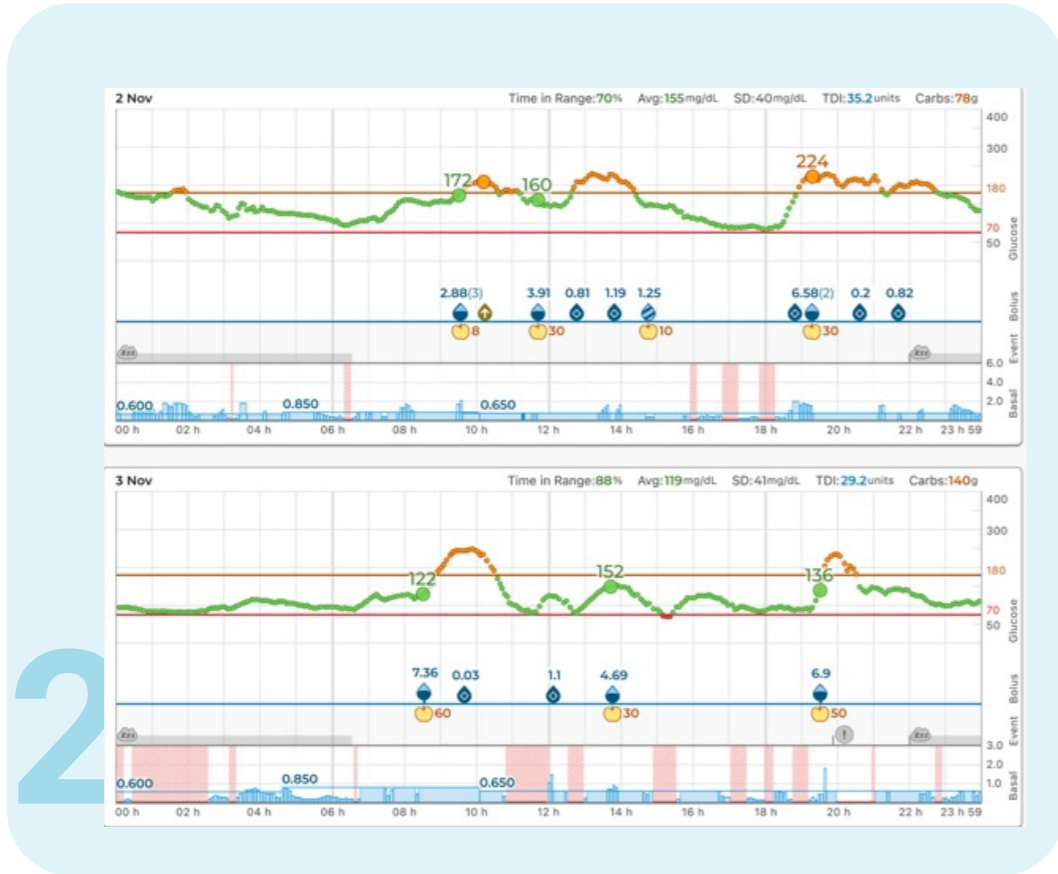 2 Nov Time in Range:70% Avg:155mg/dL SD:40mg/dL TDI:35.2units Carbs:78g
400
300
224
172 160
180
70
50
Glucose
2.88(3) 3.91 0.81 1.19 1.25 6.58(2) 0.2 0.82
Bolus
8 30 10 30
Event
zzz zzz
6.0
4.0
2.0
Basal
0.600 0.850 0.650
00 h 02 h 04 h 06 h 08 h 10 h 12 h 14 h 16 h 18 h 20 h 22 h 23 h 59
3 Nov Time in Range:88% Avg:119mg/dL SD:41mg/dL TDI:29.2units Carbs:140g
400
300
180
122 152 136
70
50
Glucose
7.36 0.03 1.1 4.69 6.9
Bolus
60 30 50
Event
zzz ! zzz
3.0
2.0
1.0
Basal
0.600 0.850 0.650
00 h 02 h 04 h 06 h 08 h 10 h 12 h 14 h 16 h 18 h 20 h 22 h 23 h 59
2